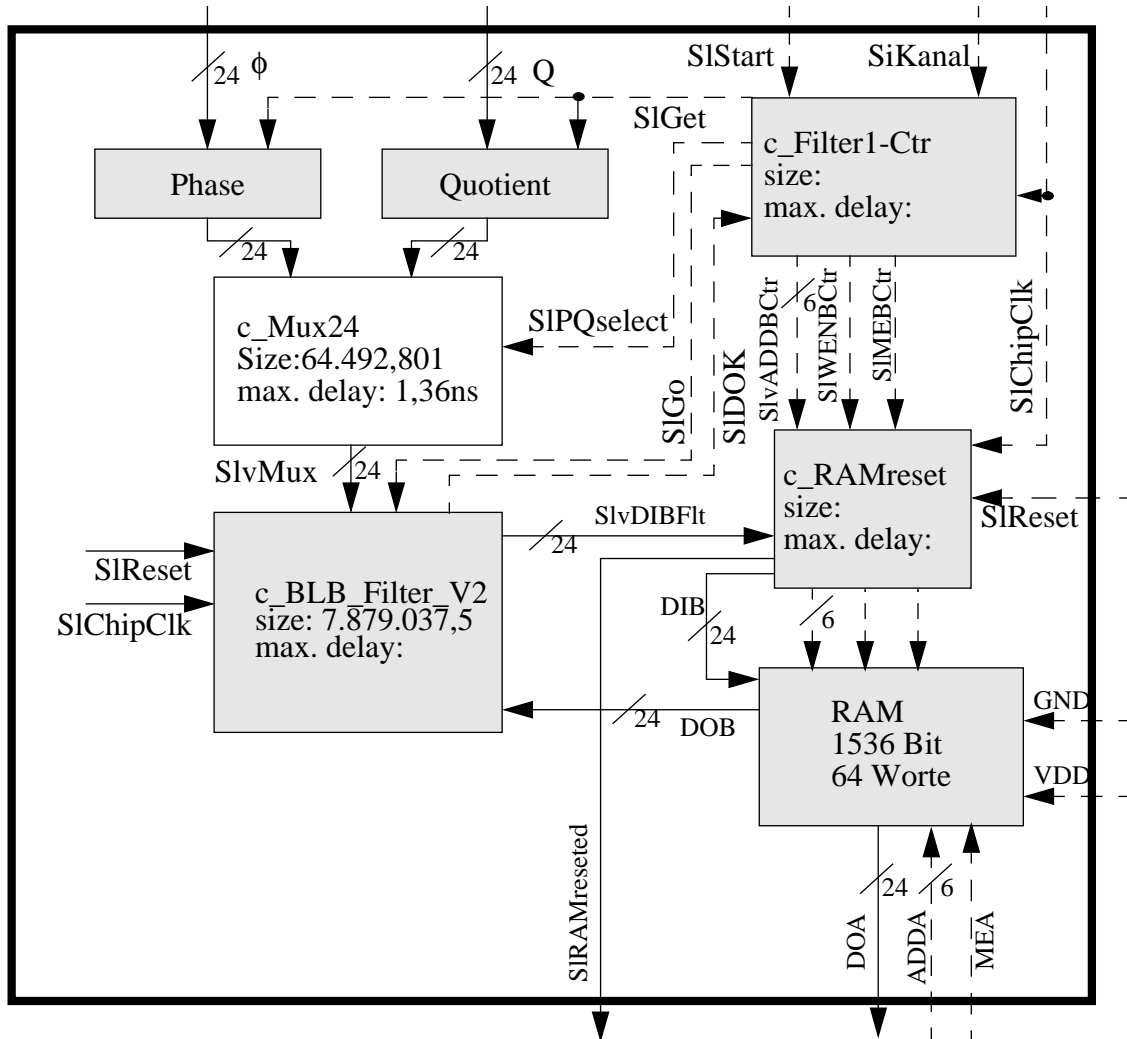 SlStart
SiKanal
24
ϕ
24
Q
SlGet
c_Filter1-Ctr
size:
max. delay:
Phase
Quotient
24
24
c_Mux24
Size:64.492,801
max. delay: 1,36ns
SlPQselect
SlGo
SlDOK
SlvADDBCtr
6
SlWENBCtr
SlMEBCtr
SlChipClk
SlvMux
24
c_RAMreset
size:
max. delay:
SlReset
SlvDIBFlt
24
SlReset
SlChipClk
c_BLB_Filter_V2
size: 7.879.037,5
max. delay:
DIB
24
6
24
DOB
RAM
1536 Bit
64 Worte
GND
VDD
SlRAMreseted
24
6
DOA
ADDA
MEA